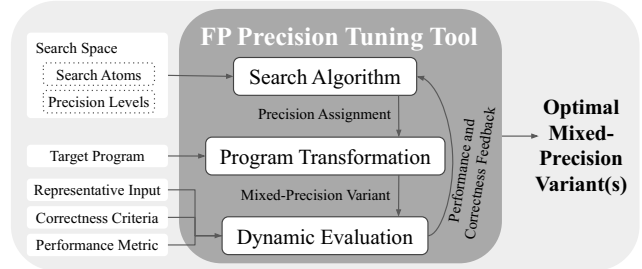 FP Precision Tuning Tool
Search Space
Search Atoms
Precision Levels
Search Algorithm
Precision Assignment
Target Program
Program Transformation
Mixed-Precision Variant
Representative Input
Correctness Criteria
Performance Metric
Dynamic Evaluation
Performance and
Correctness Feedback
Optimal
Mixed-
Precision
Variant(s)